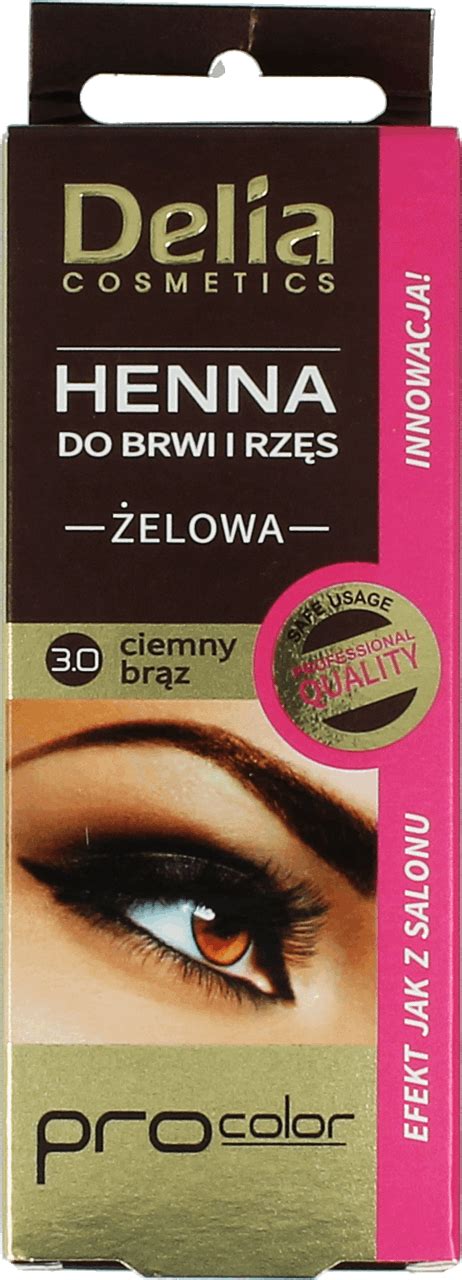 Delia
COSMETICS
HENNA
DO BRWI I RZĘS
—ŻELOWA—
3.0
ciemny
brąz
INNOWACJA!
SAFE USAGE
PROFESSIONAL
QUALITY
EFEKT JAK Z SALONU
pro color